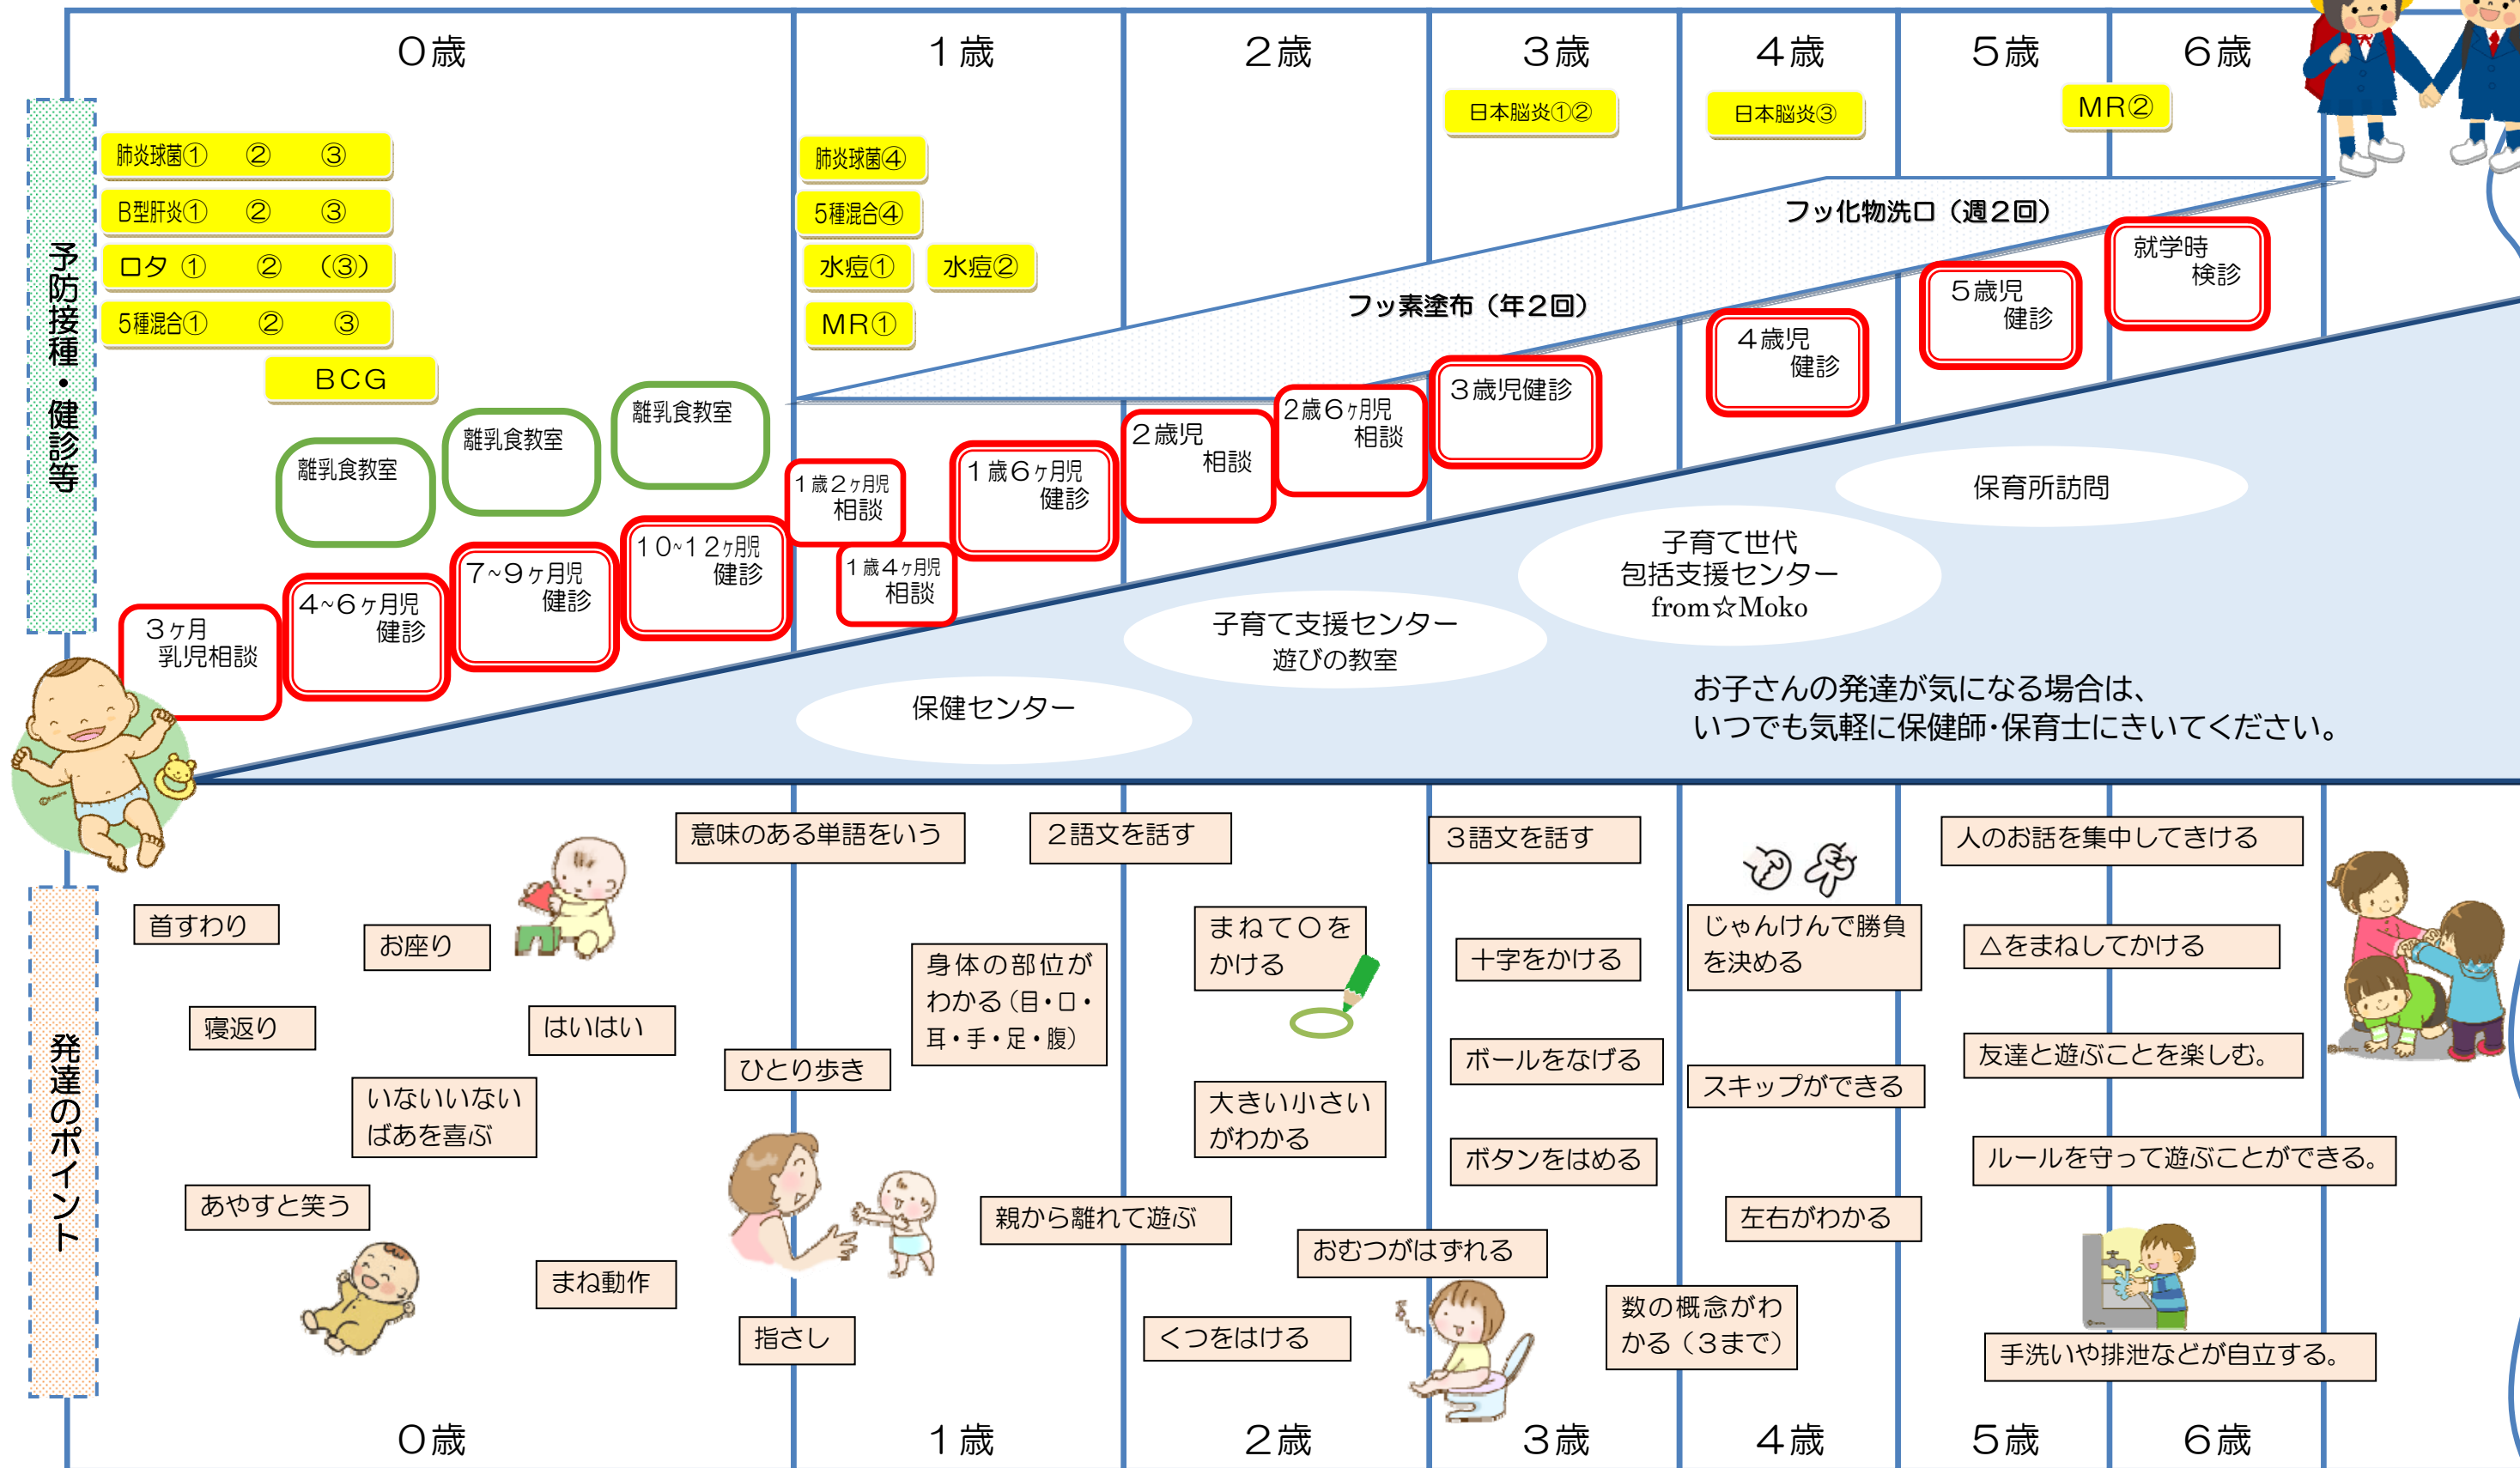 0歳
1歳
2歳
3歳
4歳
5歳
6歳
予防接種・健診等
日本脳炎①②
日本脳炎③
MR②
肺炎球菌① ② ③
肺炎球菌④
B型肝炎① ② ③
5種混合④
ロタ ① ② (③)
水痘①
水痘②
5種混合① ② ③
MR①
BCG
フッ化物洗口（週2回）
フッ素塗布（年2回）
離乳食教室
離乳食教室
離乳食教室
3ヶ月
乳児相談
4~6ヶ月児
健診
7~9ヶ月児
健診
10~12ヶ月児
健診
1歳2ヶ月児
相談
1歳4ヶ月児
相談
1歳6ヶ月児
健診
2歳児
相談
2歳6ヶ月児
相談
3歳児健診
4歳児
健診
5歳児
健診
就学時
検診
保健センター
子育て支援センター
遊びの教室
子育て世代
包括支援センター
from☆Moko
保育所訪問
お子さんの発達が気になる場合は、
いつでも気軽に保健師・保育士にきいてください。
発達のポイント
意味のある単語をいう
2語文を話す
3語文を話す
人のお話を集中してきける
首すわり
お座り
まねて○を
かける
じゃんけんで勝負
を決める
十字をかける
△をまねしてかける
身体の部位が
わかる（目・口・
耳・手・足・腹）
寝返り
はいはい
ひとり歩き
ボールをなげる
友達と遊ぶことを楽しむ。
スキップができる
いないいない
ばあを喜ぶ
大きい小さい
がわかる
ボタンをはめる
ルールを守って遊ぶことができる。
あやすと笑う
親から離れて遊ぶ
左右がわかる
おむつがはずれる
まね動作
指さし
くつをはける
数の概念がわ
かる（3まで）
手洗いや排泄などが自立する。
0歳
1歳
2歳
3歳
4歳
5歳
6歳